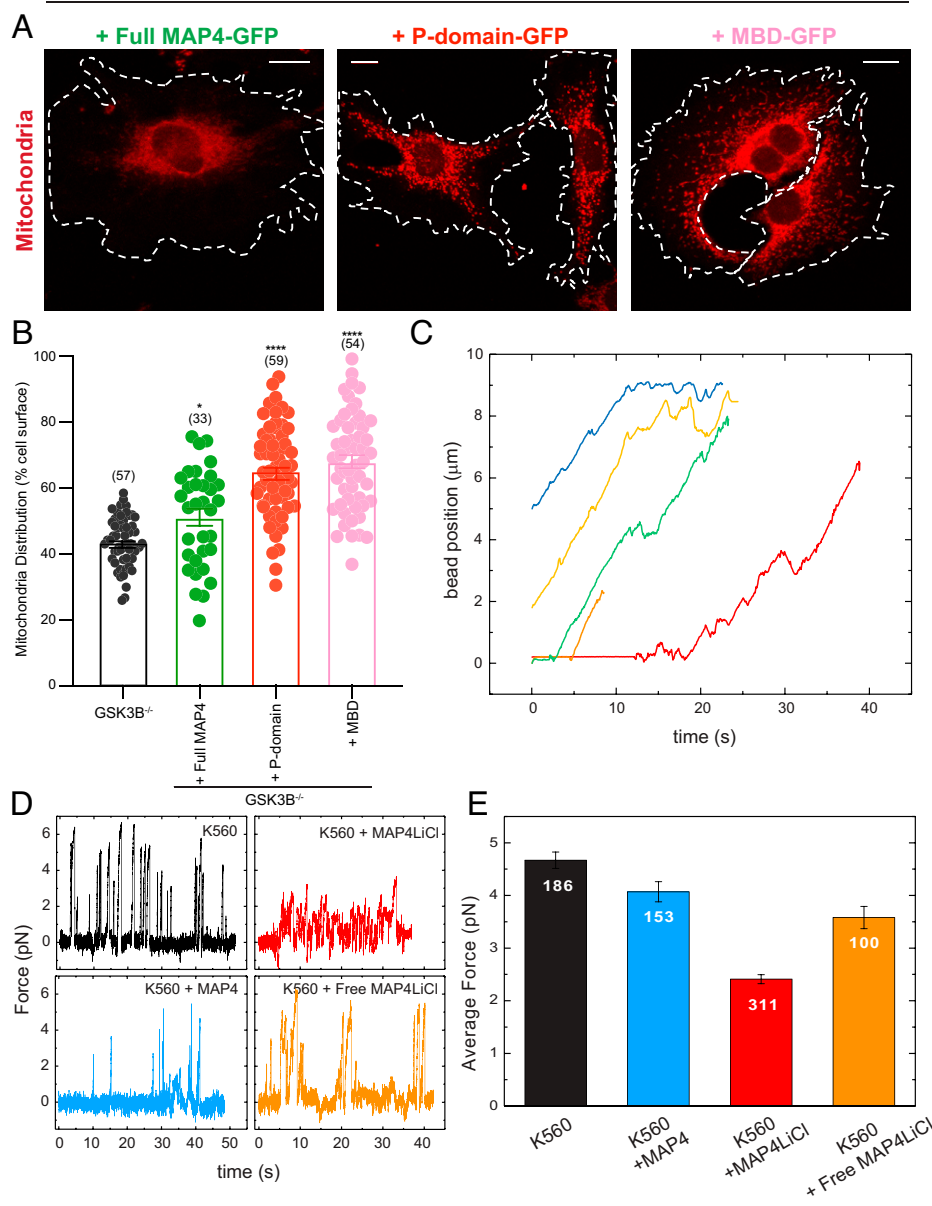 A
+ Full MAP4-GFP
+ P-domain-GFP
+ MBD-GFP
Mitochondria
B
Mitochondria Distribution (% cell surface)
100
80
60
40
20
0
(57)
*
(33)
****
(59)
****
(54)
GSK3B-/-
+ Full MAP4
+ P-domain
+ MBD
GSK3B-/-
C
bead position (μm)
10
8
6
4
2
0
0 10 20 30 40
time (s)
D
Force (pN)
6
4
2
0
K560
K560 + MAP4LiCl
6
4
2
0
K560 + MAP4
K560 + Free MAP4LiCl
0 10 20 30 40 50
0 10 20 30 40
time (s)
E
Average Force (pN)
5
4
3
2
1
0
186
153
311
100
K560
K560
+MAP4
K560
+MAP4LiCl
K560
+ Free MAP4LiCl